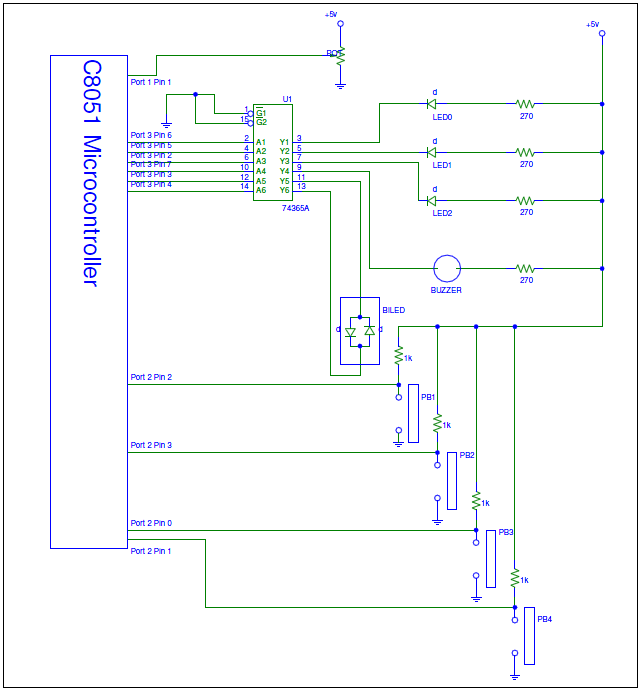 +5v
+5v
C8051 Microcontroller
POT
Port 1 Pin 1
U1
1 G1
15 G2
d
LED0
270
Port 3 Pin 6 2 A1 Y1 3
Port 3 Pin 5 4 A2 Y2 5
Port 3 Pin 2 6 A3 Y3 7
Port 3 Pin 7 10 A4 Y4 9
Port 3 Pin 3 12 A5 Y5 11
Port 3 Pin 4 14 A6 Y6 13
74365A
d
LED1
270
d
LED2
270
BUZZER
270
BILED
d
d
1k
Port 2 Pin 2
PB1
1k
Port 2 Pin 3
PB2
1k
Port 2 Pin 0
PB3
Port 2 Pin 1
1k
PB4